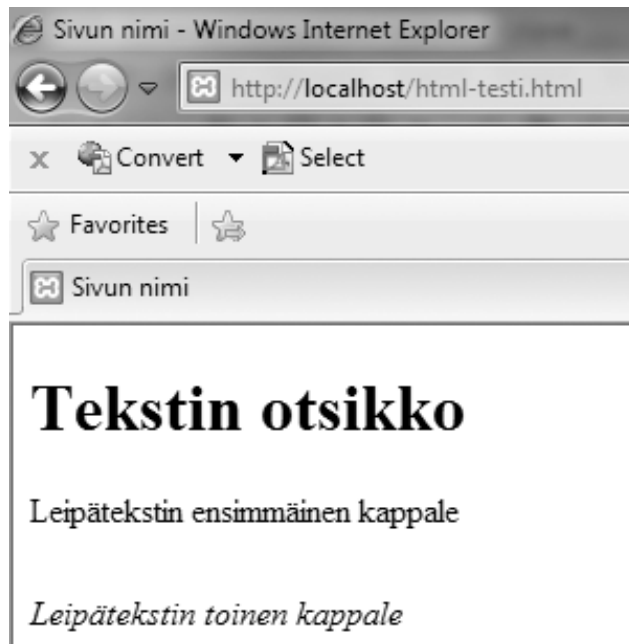 Sivun nimi - Windows Internet Explorer
http://localhost/html-testi.html
x Convert Select
Favorites
Sivun nimi
Tekstin otsikko
Leipätekstin ensimmäinen kappale
Leipätekstin toinen kappale